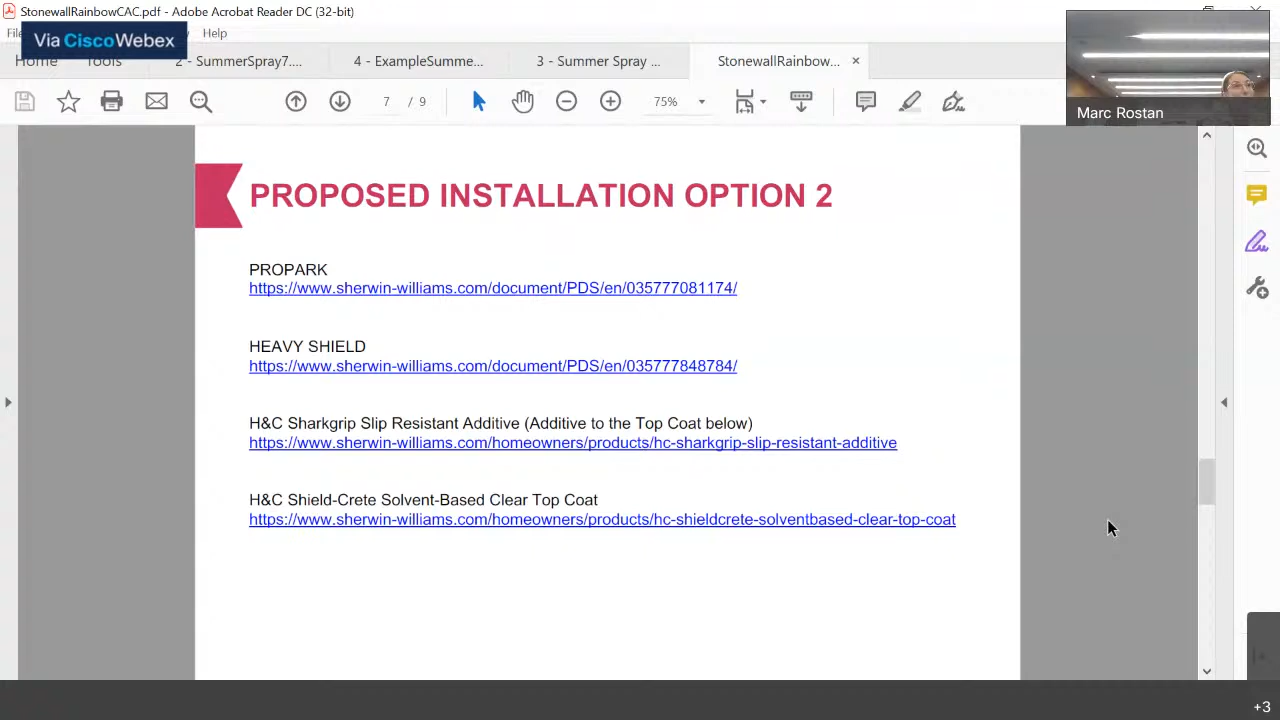 StonewallRainbowCAC.pdf - Adobe Acrobat Reader DC (32-bit)
Via CiscoWebex
Help
Home
Tools
2 - SummerSpray7....
4 - ExampleSumme...
3 - Summer Spray ...
StonewallRainbow...
7 / 9
75%
Marc Rostan
PROPOSED INSTALLATION OPTION 2
PROPARK
https://www.sherwin-williams.com/document/PDS/en/035777081174/
HEAVY SHIELD
https://www.sherwin-williams.com/document/PDS/en/035777848784/
H&C Sharkgrip Slip Resistant Additive (Additive to the Top Coat below)
https://www.sherwin-williams.com/homeowners/products/hc-sharkgrip-slip-resistant-additive
H&C Shield-Crete Solvent-Based Clear Top Coat
https://www.sherwin-williams.com/homeowners/products/hc-shieldcrete-solventbased-clear-top-coat
+3